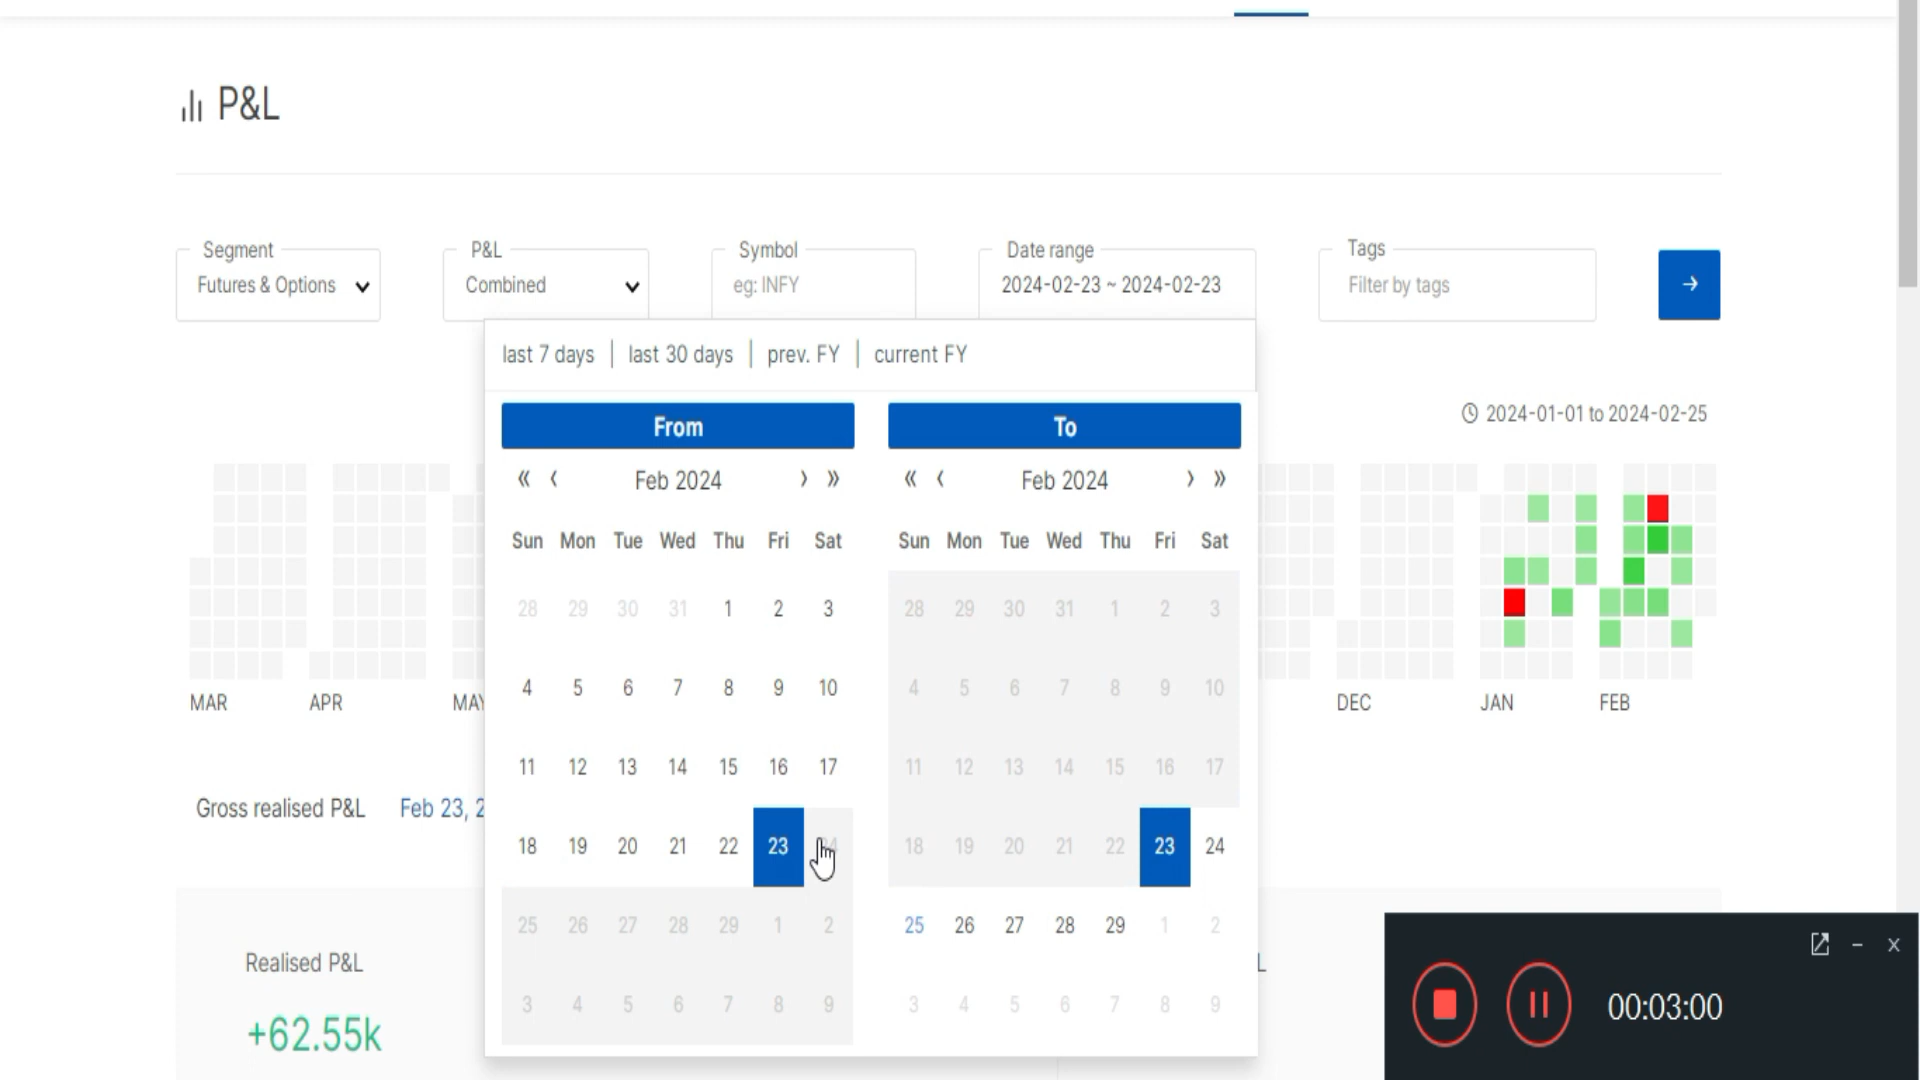 P&L
Segment
Futures & Options
P&L
Combined
Symbol
eg: INFY
Date range
2024-02-23 ~ 2024-02-23
Tags
Filter by tags
→
last 7 days | last 30 days | prev. FY | current FY
2024-01-01 to 2024-02-25
From
« ‹ Feb 2024 › »
Sun Mon Tue Wed Thu Fri Sat
28 29 30 31 1 2 3
4 5 6 7 8 9 10
11 12 13 14 15 16 17
18 19 20 21 22 23
25 26 27 28 29 1 2
3 4 5 6 7 8 9
To
« ‹ Feb 2024 › »
Sun Mon Tue Wed Thu Fri Sat
28 29 30 31 1 2 3
4 5 6 7 8 9 10
11 12 13 14 15 16 17
18 19 20 21 22 23 24
25 26 27 28 29 1 2
3 4 5 6 7 8 9
MAR APR MAY DEC JAN FEB
Gross realised P&L Feb 23, 2
Realised P&L
+62.55k
L
00:03:00